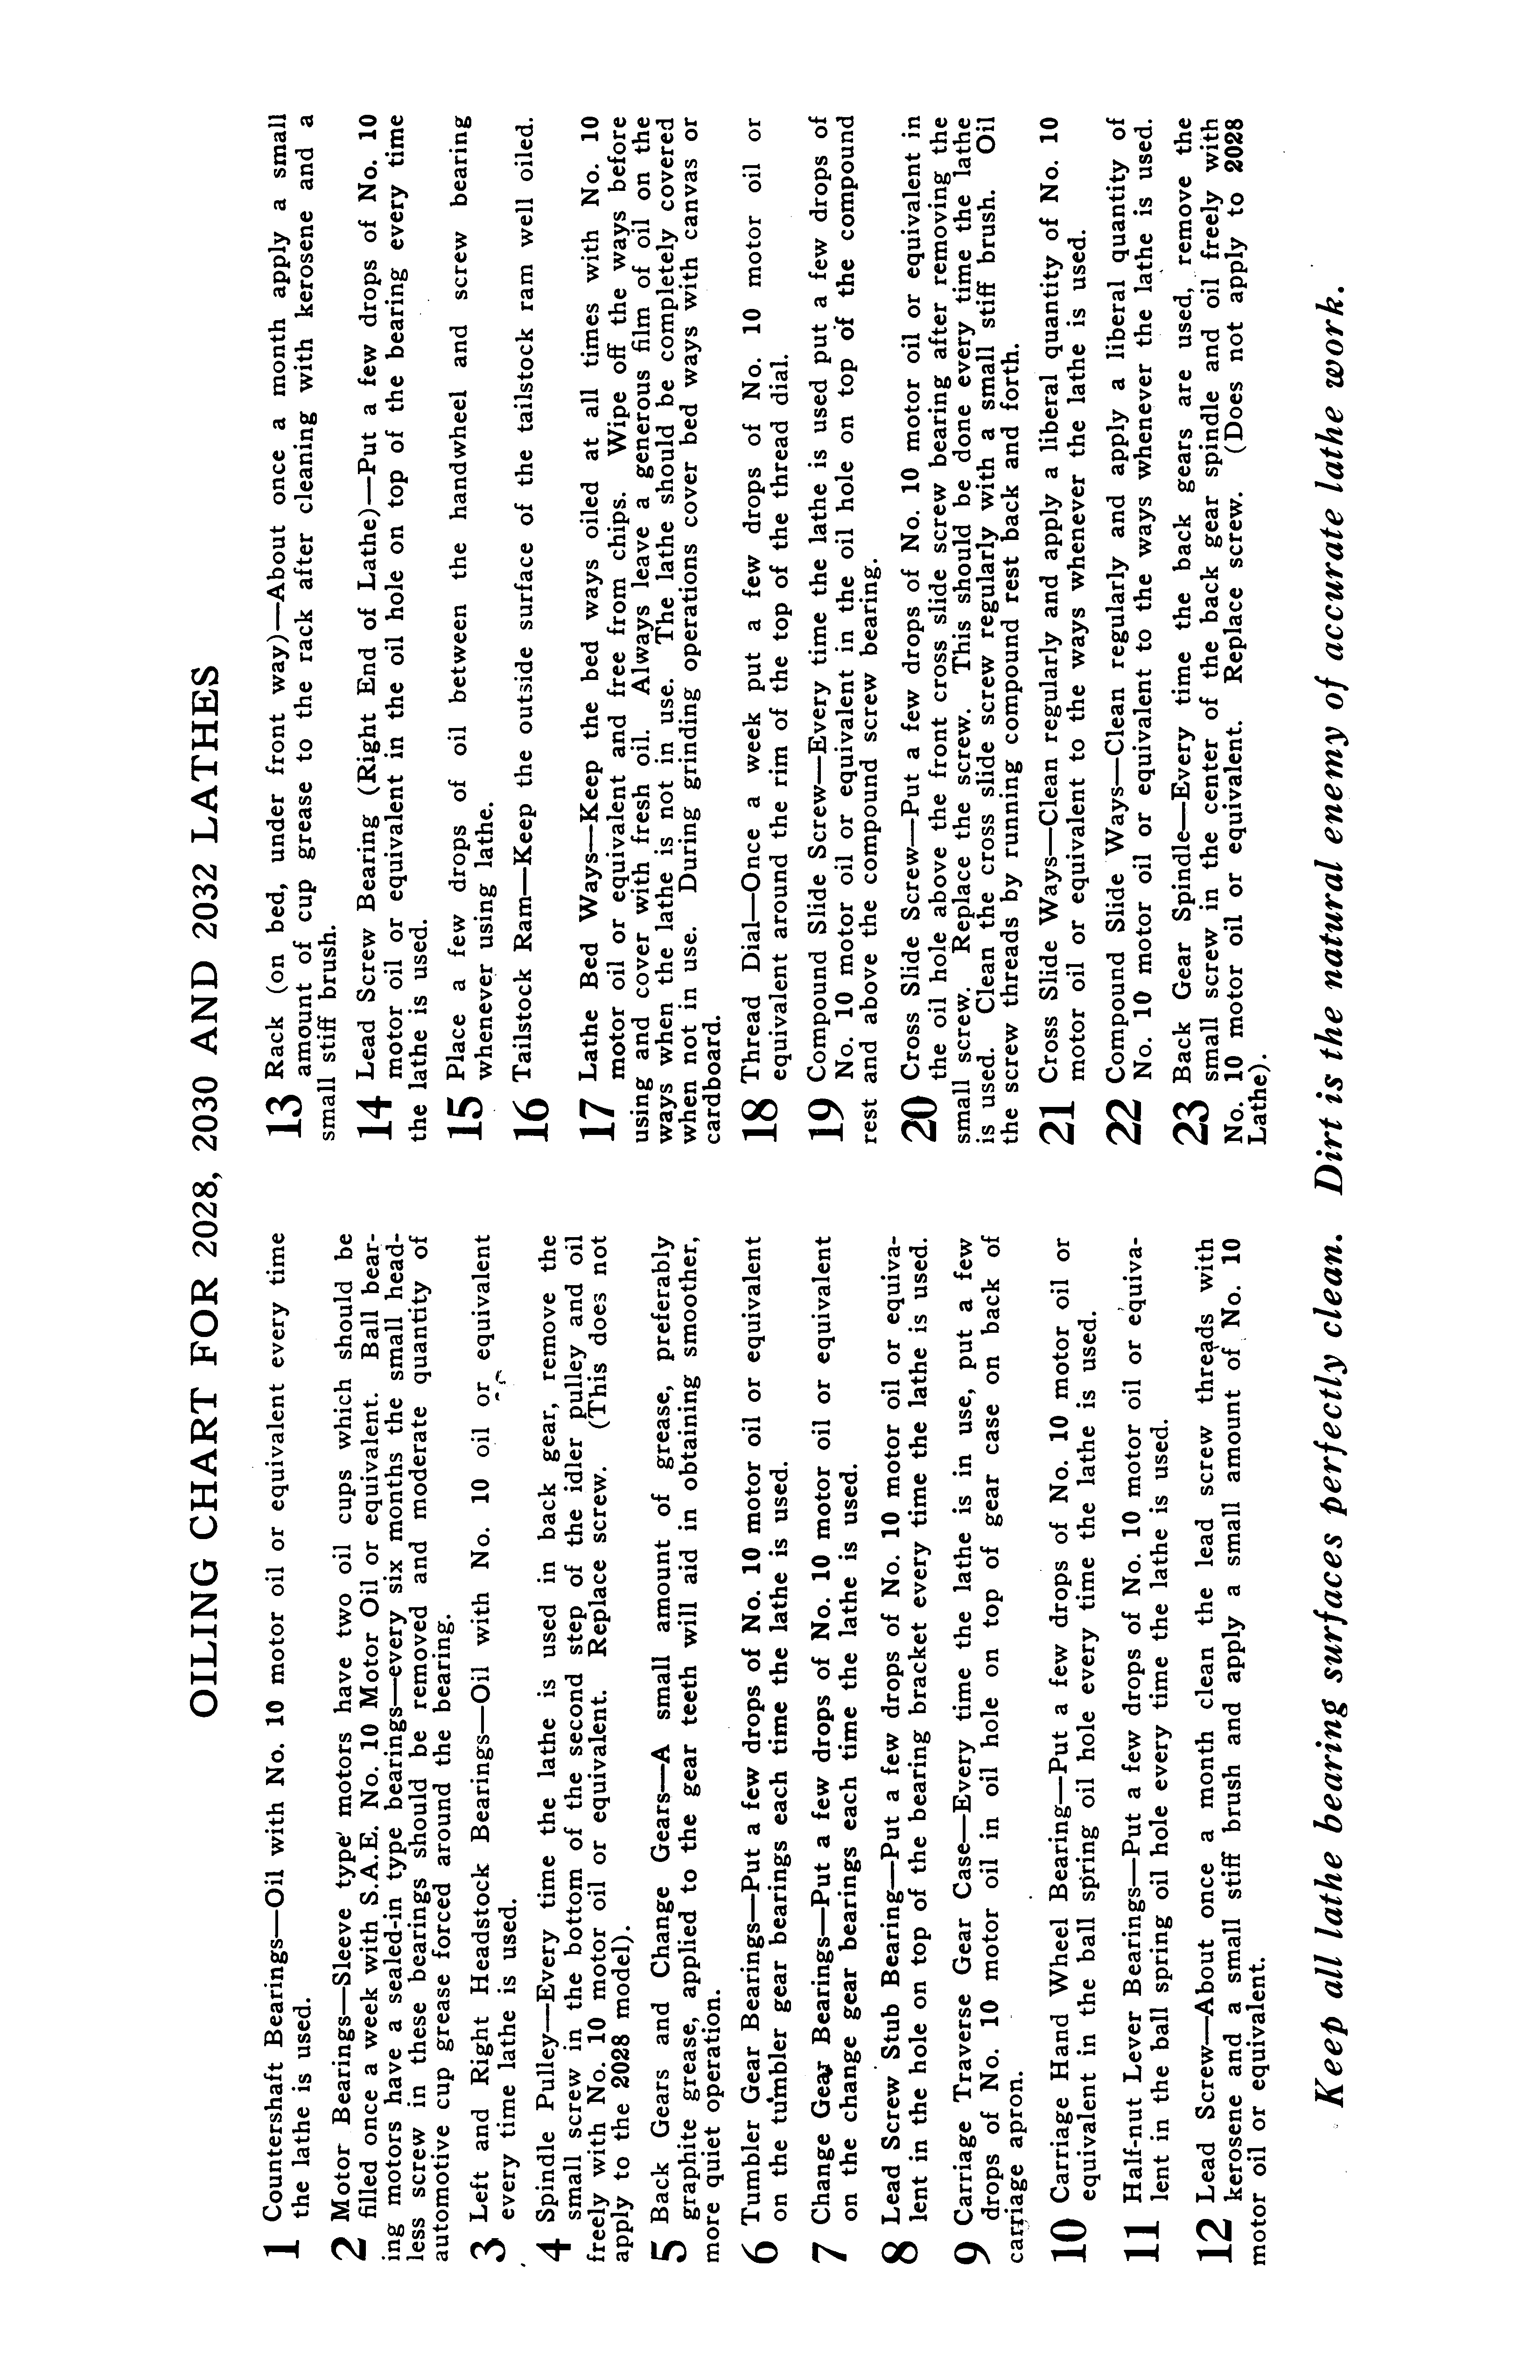 OILING CHART FOR 2028, 2030 AND 2032 LATHES
1 Countershaft Bearings—Oil with No. 10 motor oil or equivalent every time
the lathe is used.
2 Motor Bearings—Sleeve type motors have two oil cups which should be
filled once a week with S.A.E. No. 10 Motor Oil or equivalent. Ball bear-
ing motors have a sealed-in type bearings—every six months the small head-
less screw in these bearings should be removed and moderate quantity of
automotive cup grease forced around the bearing.
3 Left and Right Headstock Bearings—Oil with No. 10 oil or equivalent
every time lathe is used.
4 Spindle Pulley—Every time the lathe is used in back gear, remove the
small screw in the bottom of the second step of the idler pulley and oil
freely with No. 10 motor oil or equivalent. Replace screw. (This does not
apply to the 2028 model).
5 Back Gears and Change Gears—A small amount of grease, preferably
graphite grease, applied to the gear teeth will aid in obtaining smoother,
more quiet operation.
6 Tumbler Gear Bearings—Put a few drops of No. 10 motor oil or equivalent
on the tumbler gear bearings each time the lathe is used.
7 Change Gear Bearings—Put a few drops of No. 10 motor oil or equivalent
on the change gear bearings each time the lathe is used.
8 Lead Screw Stub Bearing—Put a few drops of No. 10 motor oil or equiva-
lent in the hole on top of the bearing bracket every time the lathe is used.
9 Carriage Traverse Gear Case—Every time the lathe is in use, put a few
drops of No. 10 motor oil in oil hole on top of gear case on back of
carriage apron.
10 Carriage Hand Wheel Bearing—Put a few drops of No. 10 motor oil or
equivalent in the ball spring oil hole every time the lathe is used.
11 Half-nut Lever Bearings—Put a few drops of No. 10 motor oil or equiva-
lent in the ball spring oil hole every time the lathe is used.
12 Lead Screw—About once a month clean the lead screw threads with
kerosene and a small stiff brush and apply a small amount of No. 10
motor oil or equivalent.
13 Rack (on bed, under front way)—About once a month apply a small
amount of cup grease to the rack after cleaning with kerosene and a
small stiff brush.
14 Lead Screw Bearing (Right End of Lathe)—Put a few drops of No. 10
motor oil or equivalent in the oil hole on top of the bearing every time
the lathe is used.
15 Place a few drops of oil between the handwheel and screw bearing
whenever using lathe.
16 Tailstock Ram—Keep the outside surface of the tailstock ram well oiled.
17 Lathe Bed Ways—Keep the bed ways oiled at all times with No. 10
motor oil or equivalent and free from chips. Wipe off the ways before
using and cover with fresh oil. Always leave a generous film of oil on the
ways when the lathe is not in use. The lathe should be completely covered
when not in use. During grinding operations cover bed ways with canvas or
cardboard.
18 Thread Dial—Once a week put a few drops of No. 10 motor oil or
equivalent around the rim of the top of the thread dial.
19 Compound Slide Screw—Every time the lathe is used put a few drops of
No. 10 motor oil or equivalent in the oil hole on top of the compound
rest and above the compound screw bearing.
20 Cross Slide Screw—Put a few drops of No. 10 motor oil or equivalent in
the oil hole above the front cross slide screw bearing after removing the
small screw. Replace the screw. This should be done every time the lathe
is used. Clean the cross slide screw regularly with a small stiff brush. Oil
the screw threads by running compound rest back and forth.
21 Cross Slide Ways—Clean regularly and apply a liberal quantity of No. 10
motor oil or equivalent to the ways whenever the lathe is used.
22 Compound Slide Ways—Clean regularly and apply a liberal quantity of
No. 10 motor oil or equivalent to the ways whenever the lathe is used.
23 Back Gear Spindle—Every time the back gears are used, remove the
small screw in the center of the back gear spindle and oil freely with
No. 10 motor oil or equivalent. Replace screw. (Does not apply to 2028
Lathe).
Keep all lathe bearing surfaces perfectly clean. Dirt is the natural enemy of accurate lathe work.